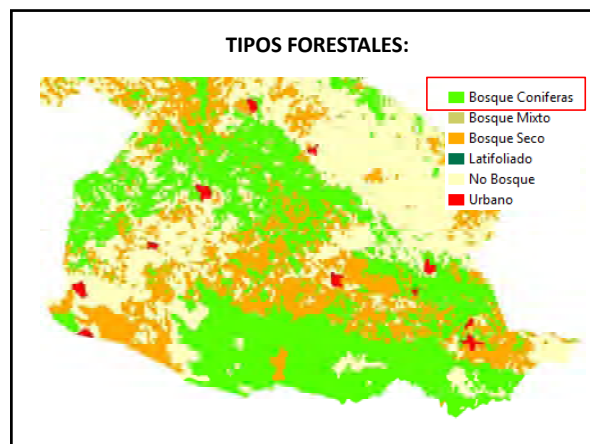 TIPOS FORESTALES:
Bosque Coniferas
Bosque Mixto
Bosque Seco
Latifoliado
No Bosque
Urbano